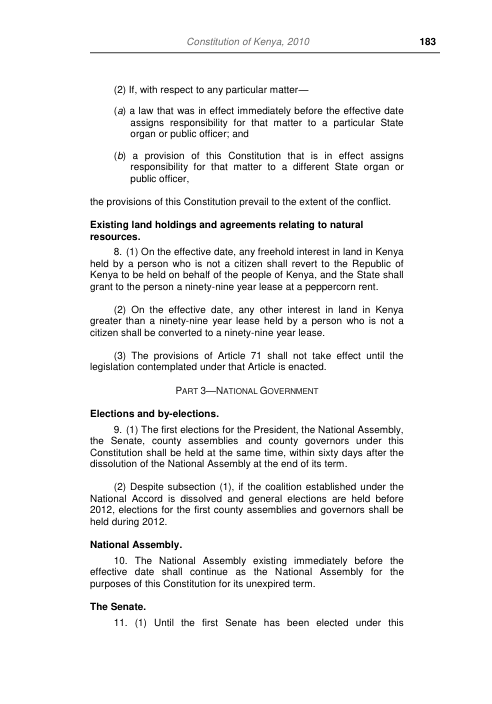 Constitution of Kenya, 2010 183
(2) If, with respect to any particular matter—
(a) a law that was in effect immediately before the effective date
assigns responsibility for that matter to a particular State
organ or public officer; and
(b) a provision of this Constitution that is in effect assigns
responsibility for that matter to a different State organ or
public officer,
the provisions of this Constitution prevail to the extent of the conflict.
Existing land holdings and agreements relating to natural
resources.
8. (1) On the effective date, any freehold interest in land in Kenya
held by a person who is not a citizen shall revert to the Republic of
Kenya to be held on behalf of the people of Kenya, and the State shall
grant to the person a ninety-nine year lease at a peppercorn rent.
(2) On the effective date, any other interest in land in Kenya
greater than a ninety-nine year lease held by a person who is not a
citizen shall be converted to a ninety-nine year lease.
(3) The provisions of Article 71 shall not take effect until the
legislation contemplated under that Article is enacted.
PART 3—NATIONAL GOVERNMENT
Elections and by-elections.
9. (1) The first elections for the President, the National Assembly,
the Senate, county assemblies and county governors under this
Constitution shall be held at the same time, within sixty days after the
dissolution of the National Assembly at the end of its term.
(2) Despite subsection (1), if the coalition established under the
National Accord is dissolved and general elections are held before
2012, elections for the first county assemblies and governors shall be
held during 2012.
National Assembly.
10. The National Assembly existing immediately before the
effective date shall continue as the National Assembly for the
purposes of this Constitution for its unexpired term.
The Senate.
11. (1) Until the first Senate has been elected under this